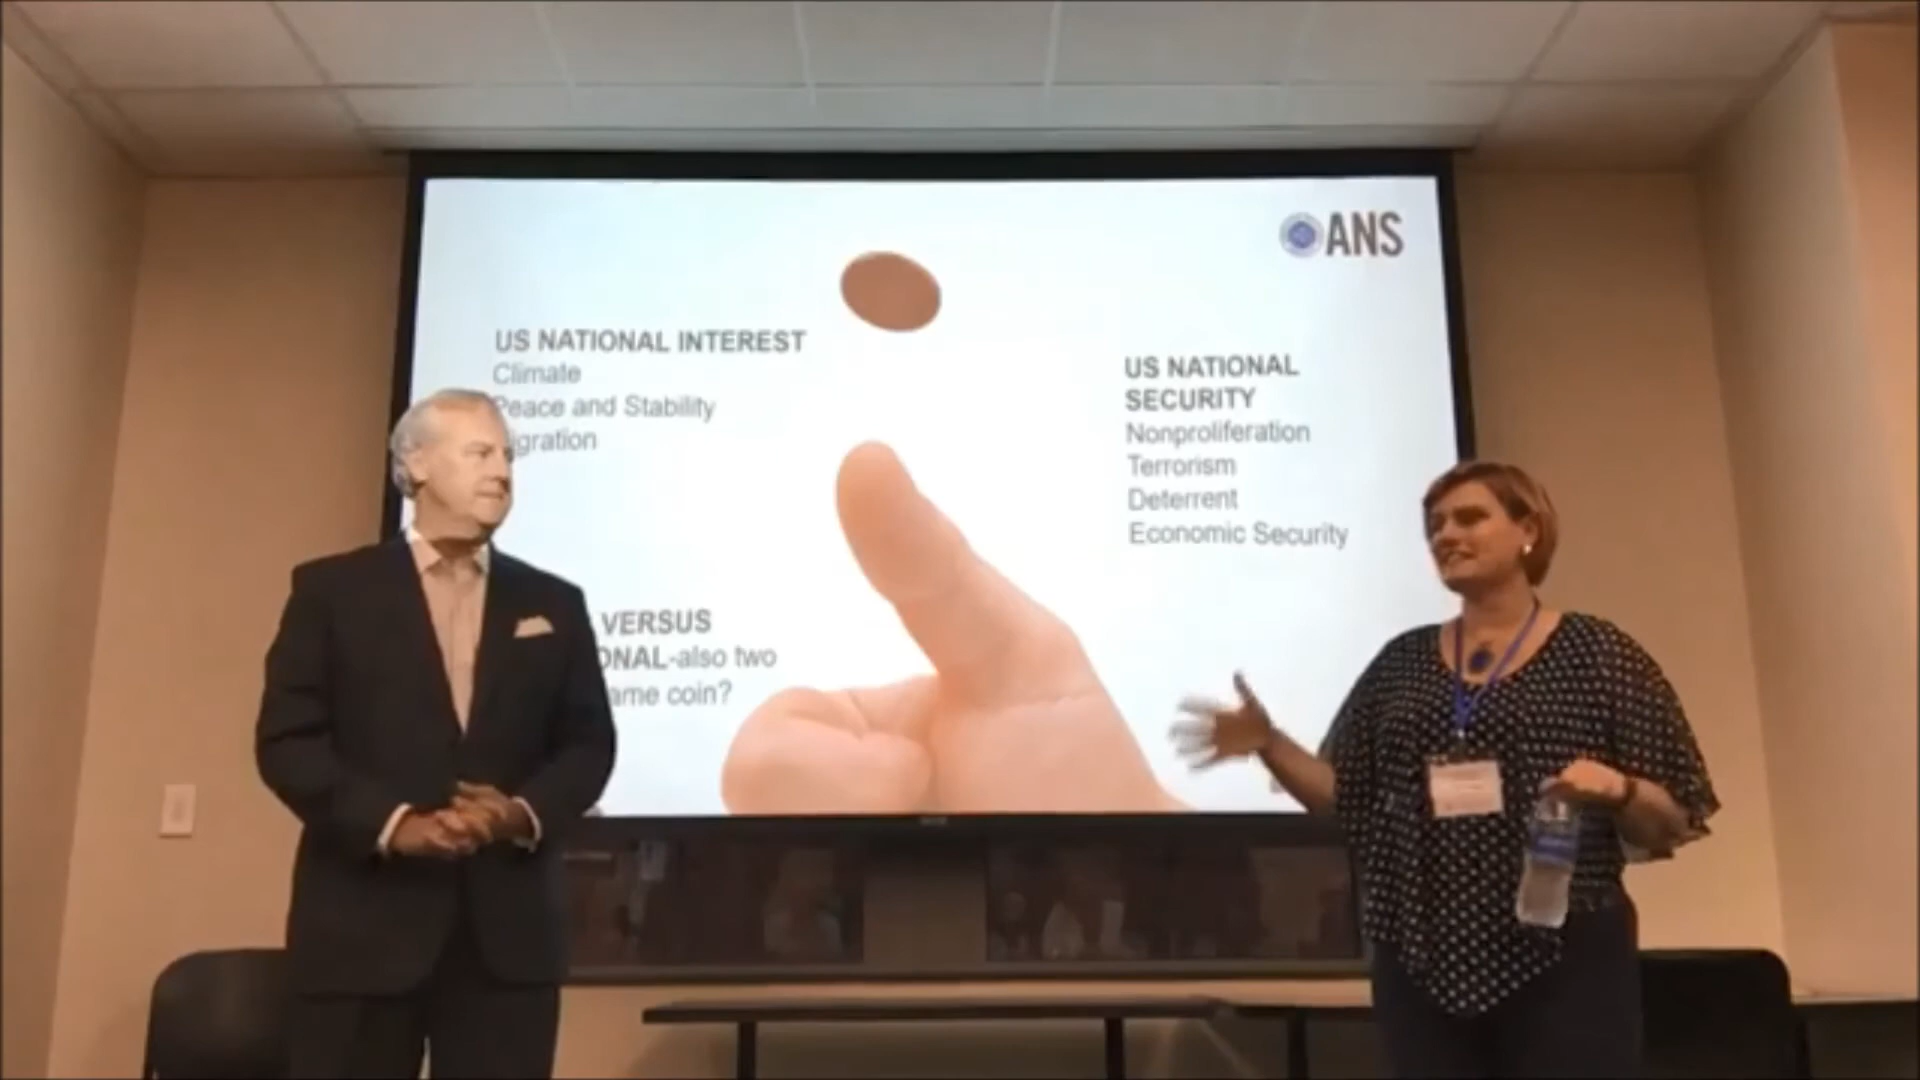 ANS
US NATIONAL INTEREST
Climate
Peace and Stability
igration
VERSUS
ONAL-also two
ame coin?
US NATIONAL
SECURITY
Nonproliferation
Terrorism
Deterrent
Economic Security